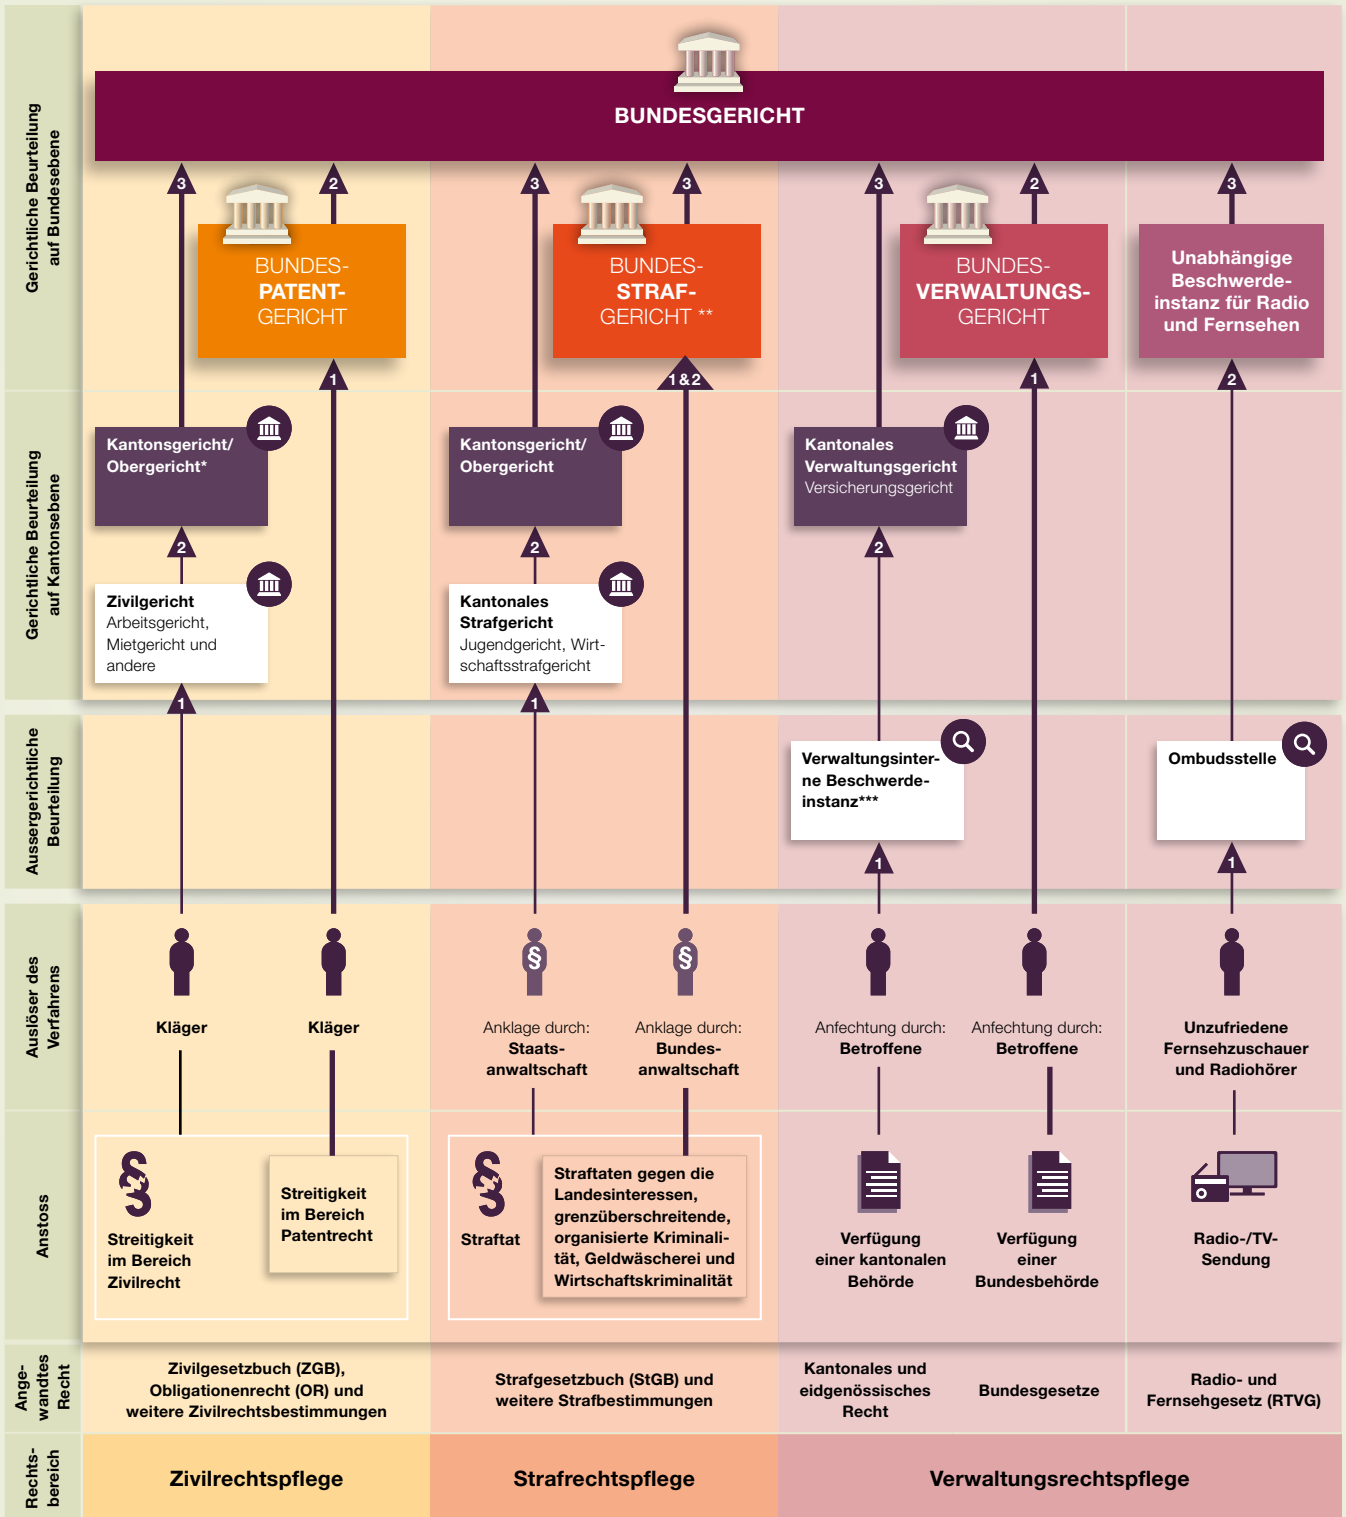 Gerichtliche Beurteilung
auf Bundesebene
BUNDESGERICHT
3
2
3
3
3
2
3
BUNDES-
PATENT-
GERICHT
BUNDES-
STRAF-
GERICHT **
BUNDES-
VERWALTUNGS-
GERICHT
Unabhängige
Beschwerde-
instanz für Radio
und Fernsehen
1
1 & 2
1
2
Gerichtliche Beurteilung
auf Kantonsebene
Kantonsgericht/
Obergericht*
Kantonsgericht/
Obergericht
Kantonales
Verwaltungsgericht
Versicherungsgericht
2
2
2
Zivilgericht
Arbeitsgericht,
Mietgericht und
andere
Kantonales
Strafgericht
Jugendgericht, Wirt-
schaftsstrafgericht
1
1
Aussergerichtliche
Beurteilung
Verwaltungsinter-
ne Beschwerde-
instanz***
Ombudsstelle
1
1
Auslöser des
Verfahrens
§
§
Kläger
Kläger
Anklage durch:
Staats-
anwaltschaft
Anklage durch:
Bundes-
anwaltschaft
Anfechtung durch:
Betroffene
Anfechtung durch:
Betroffene
Unzufriedene
Fernsehzuschauer
und Radiohörer
Anstoss
§
Streitigkeit
im Bereich
Zivilrecht
Streitigkeit
im Bereich
Patentrecht
§
Straftat
Straftaten gegen die
Landesinteressen,
grenzüberschreitende,
organisierte Kriminali-
tät, Geldwäscherei und
Wirtschaftskriminalität
Verfügung
einer kantonalen
Behörde
Verfügung
einer
Bundesbehörde
Radio-/TV-
Sendung
Ange-
wandtes
Recht
Zivilgesetzbuch (ZGB),
Obligationenrecht (OR) und
weitere Zivilrechtsbestimmungen
Strafgesetzbuch (StGB) und
weitere Strafbestimmungen
Kantonales und
eidgenössisches
Recht
Bundesgesetze
Radio- und
Fernsehgesetz (RTVG)
Rechts-
bereich
Zivilrechtspflege
Strafrechtspflege
Verwaltungsrechtspflege